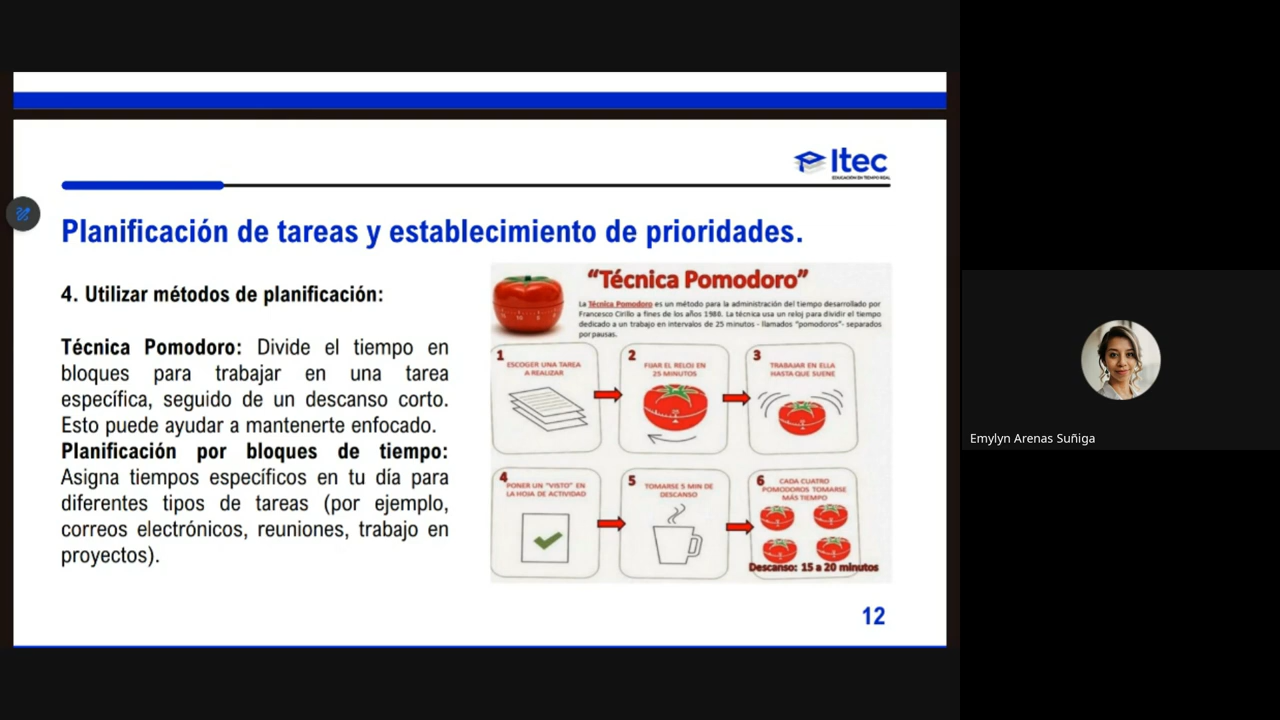 Itec
EDUCACIÓN EN TIEMPO REAL
Planificación de tareas y establecimiento de prioridades.
4. Utilizar métodos de planificación:
Técnica Pomodoro: Divide el tiempo en
bloques para trabajar en una tarea
específica, seguido de un descanso corto.
Esto puede ayudar a mantenerte enfocado.
Planificación por bloques de tiempo:
Asigna tiempos específicos en tu día para
diferentes tipos de tareas (por ejemplo,
correos electrónicos, reuniones, trabajo en
proyectos).
“Técnica Pomodoro”
La Técnica Pomodoro es un método para la administración del tiempo desarrollado por
Francesco Cirillo a fines de los años 1980. La técnica usa un reloj para dividir el tiempo
dedicado a un trabajo en intervalos de 25 minutos - llamados "pomodoros"- separados
por pausas.
1
ESCOGER UNA TAREA
A REALIZAR
2
FIJAR EL RELOJ EN
25 MINUTOS
3
TRABAJAR EN ELLA
HASTA QUE SUENE
4
PONER UN "VISTO" EN
LA HOJA DE ACTIVIDAD
5
TOMARSE 5 MIN DE
DESCANSO
6
CADA CUATRO
POMODOROS TOMARSE
MÁS TIEMPO
Descanso: 15 a 20 minutos
12
Emylyn Arenas Suñiga